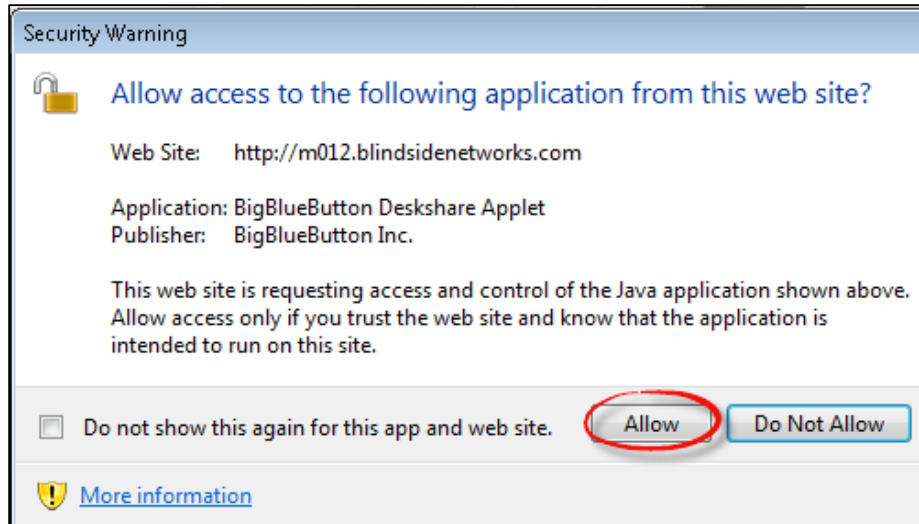 Security Warning
Allow access to the following application from this web site?
Web Site: http://m012.blindsidenetworks.com
Application: BigBlueButton Deskshare Applet
Publisher: BigBlueButton Inc.
This web site is requesting access and control of the Java application shown above.
Allow access only if you trust the web site and know that the application is
intended to run on this site.
Do not show this again for this app and web site. Allow Do Not Allow
More information